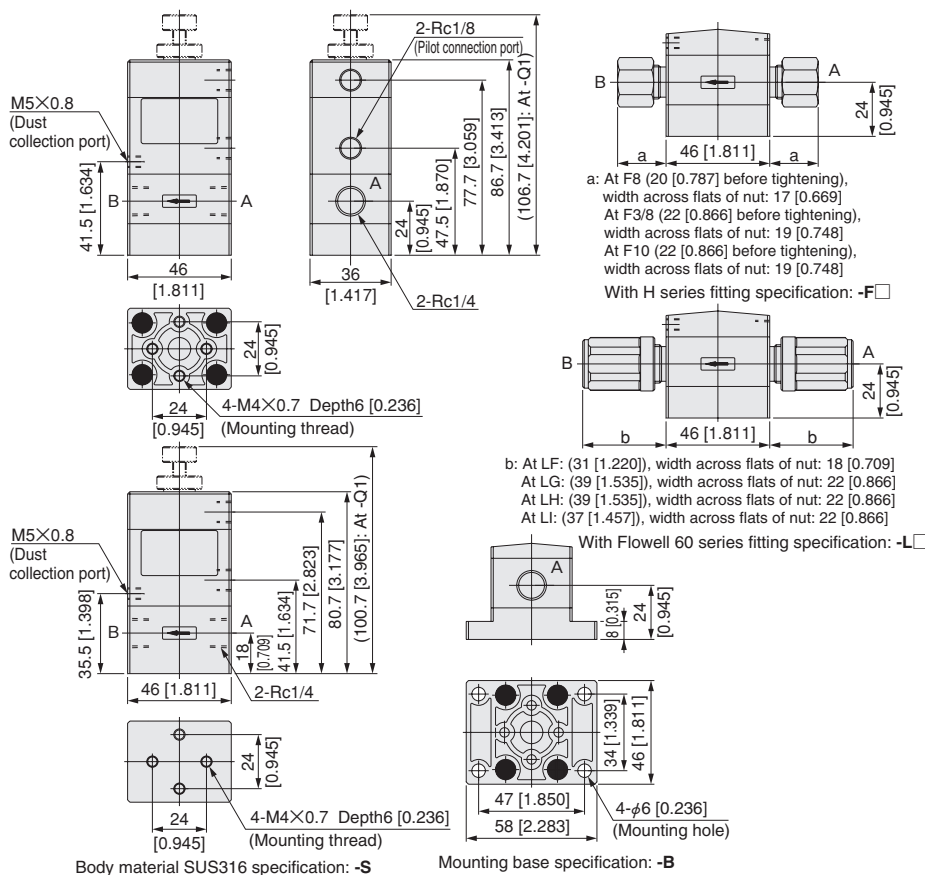 2-Rc1/8
(Pilot connection port)
M5×0.8
(Dust
collection port)
41.5 [1.634]
B
A
46
[1.811]
A
24
[0.945]
47.5 [1.870]
77.7 [3.059]
86.7 [3.413]
(106.7 [4.201]: At -Q1)
36
[1.417]
2-Rc1/4
24
[0.945]
24
[0.945]
4-M4×0.7 Depth6 [0.236]
(Mounting thread)
B
A
24
[0.945]
a
46 [1.811]
a
a: At F8 (20 [0.787] before tightening),
width across flats of nut: 17 [0.669]
At F3/8 (22 [0.866] before tightening),
width across flats of nut: 19 [0.748]
At F10 (22 [0.866] before tightening),
width across flats of nut: 19 [0.748]
With H series fitting specification: -F□
B
A
24
[0.945]
b
46 [1.811]
b
b: At LF: (31 [1.220]), width across flats of nut: 18 [0.709]
At LG: (39 [1.535]), width across flats of nut: 22 [0.866]
At LH: (39 [1.535]), width across flats of nut: 22 [0.866]
At LI: (37 [1.457]), width across flats of nut: 22 [0.866]
With Flowell 60 series fitting specification: -L□
M5×0.8
(Dust
collection port)
35.5 [1.398]
B
A
18
[0.709]
41.5 [1.634]
71.7 [2.823]
80.7 [3.177]
(100.7 [3.965]: At -Q1)
46 [1.811]
2-Rc1/4
24
[0.945]
24
[0.945]
4-M4×0.7 Depth6 [0.236]
(Mounting thread)
Body material SUS316 specification: -S
A
8 [0.315]
24
[0.945]
34 [1.339]
46 [1.811]
47 [1.850]
58 [2.283]
4-φ6 [0.236]
(Mounting hole)
Mounting base specification: -B